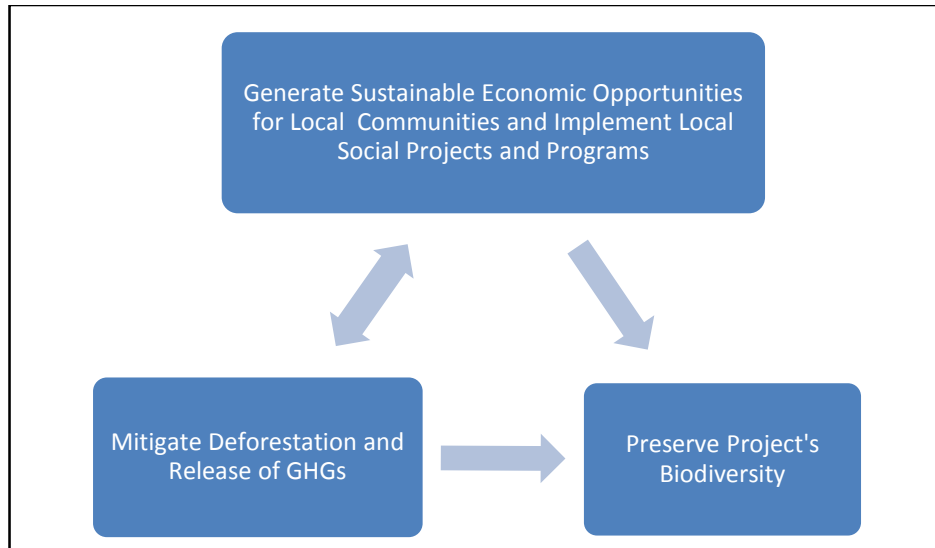 Generate Sustainable Economic Opportunities
for Local  Communities and Implement Local
Social Projects and Programs
Mitigate Deforestation and
Release of GHGs
Preserve Project's
Biodiversity